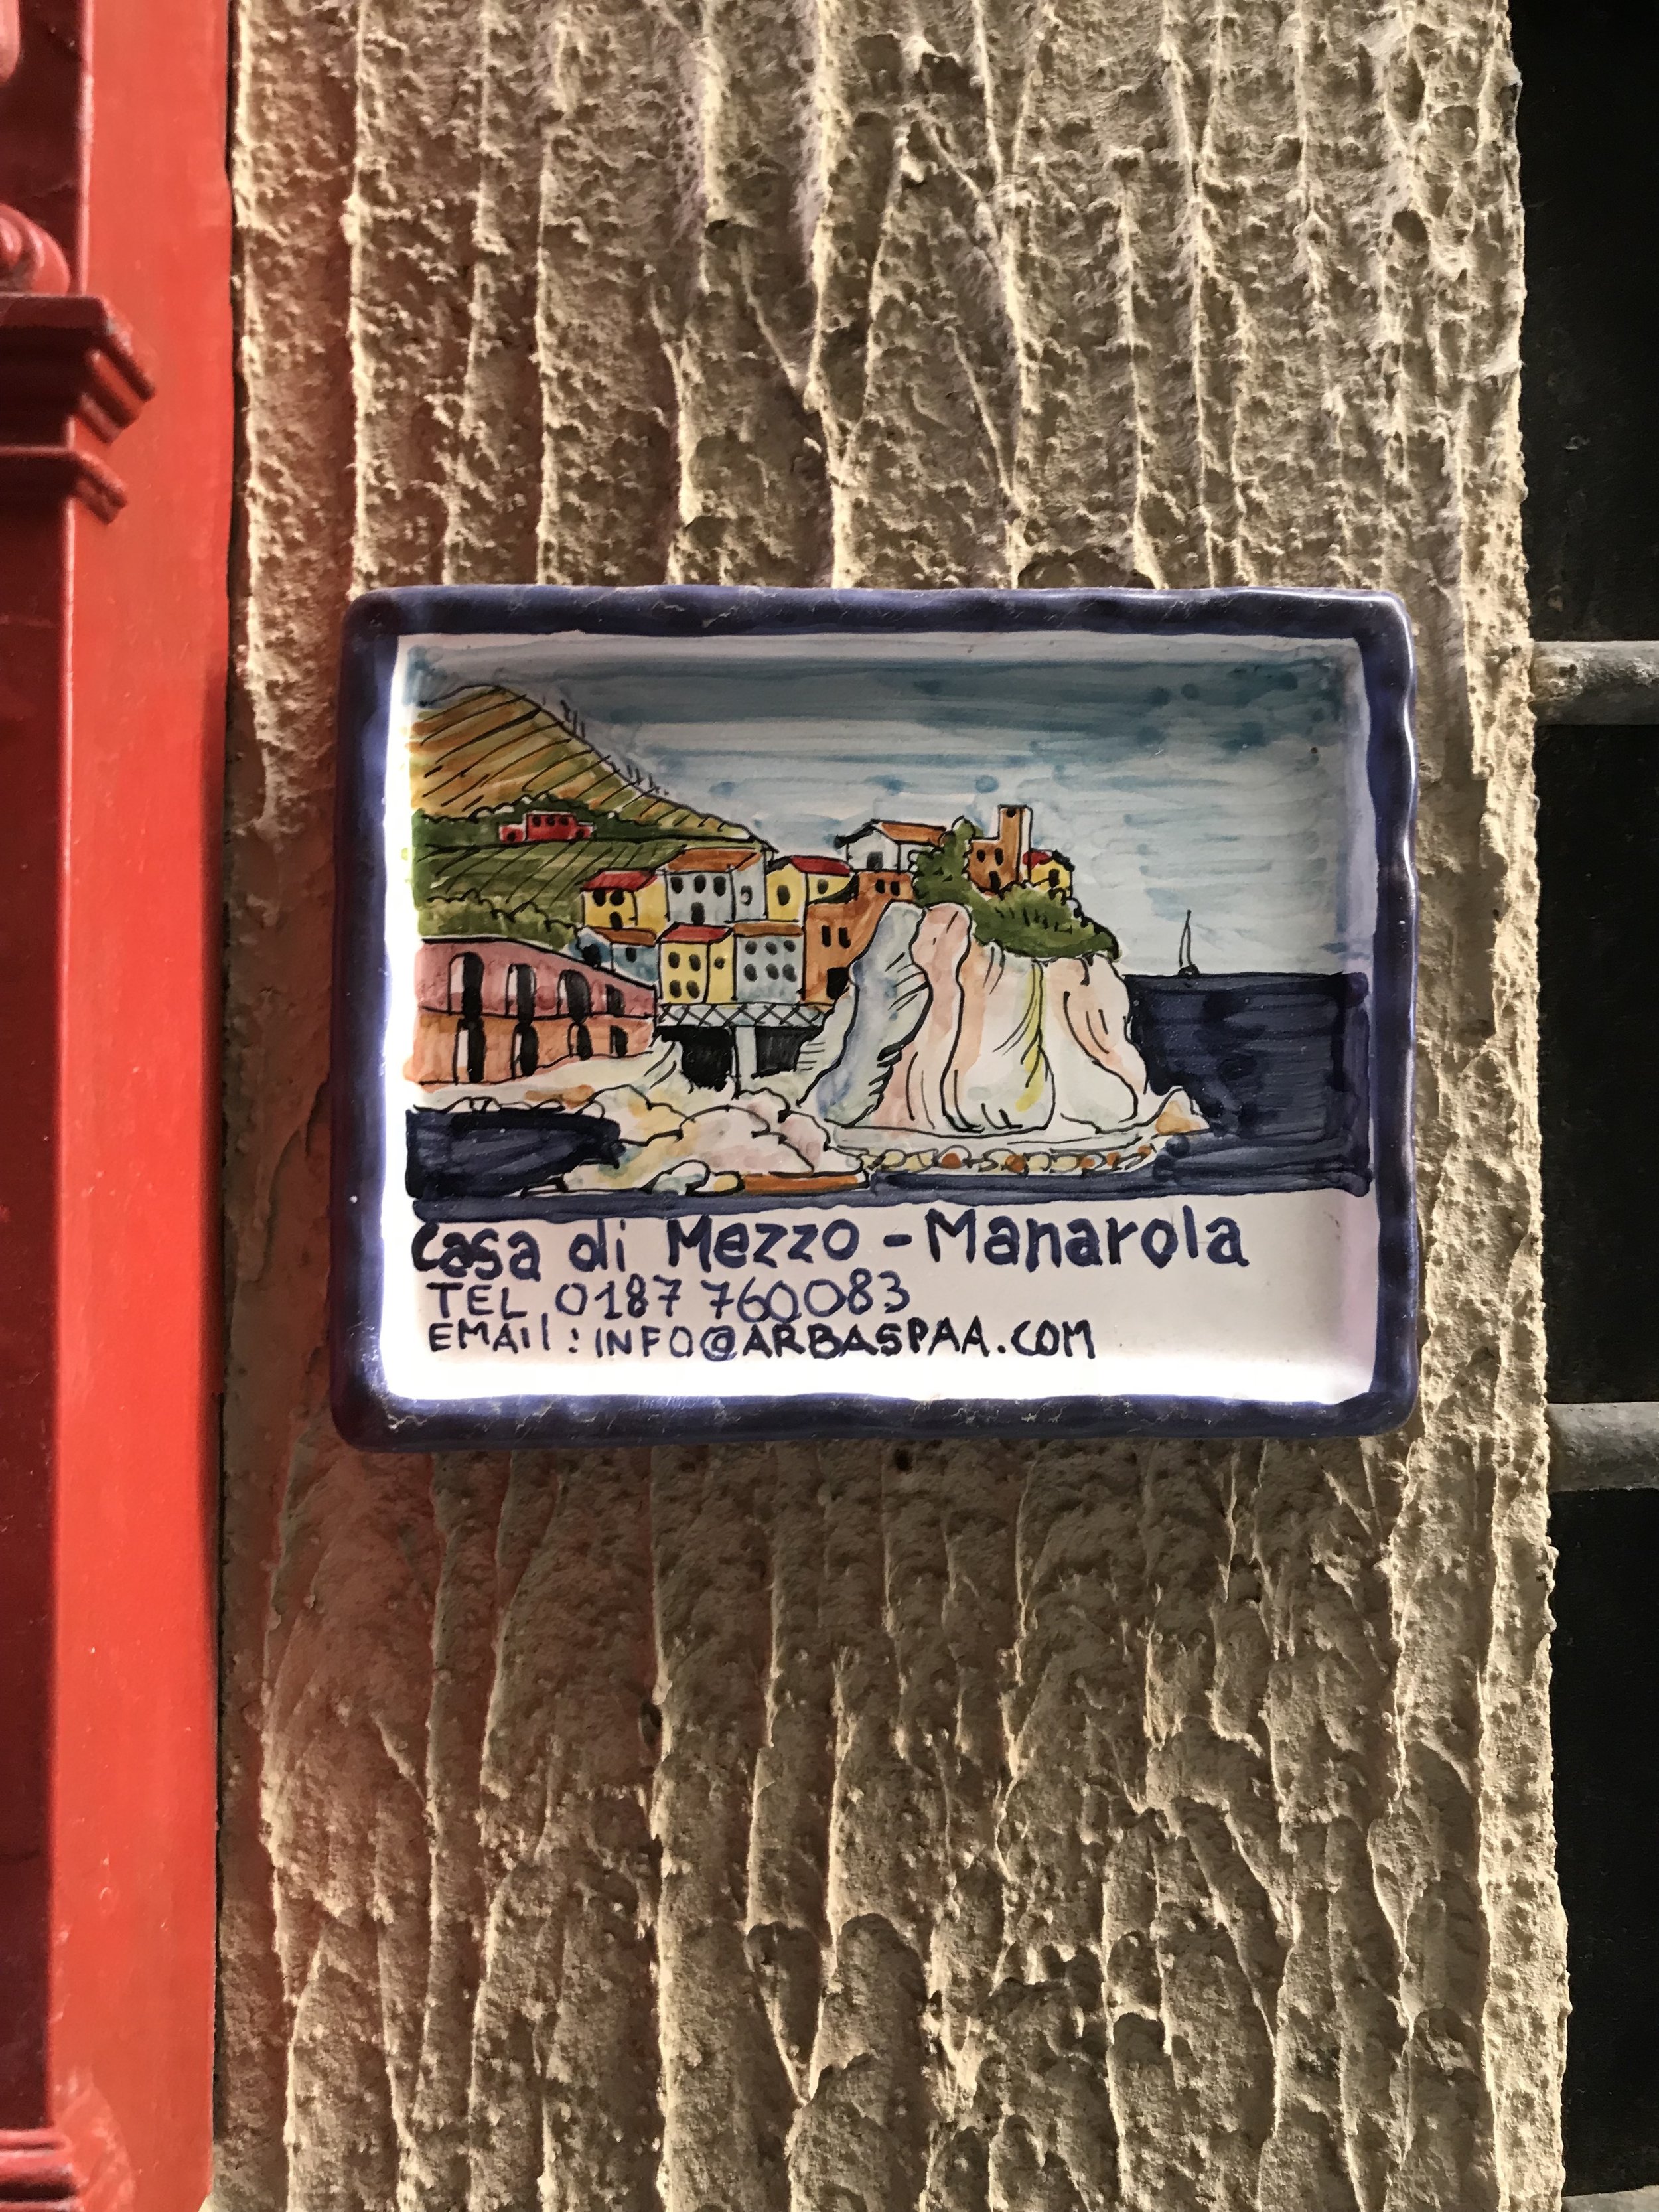 Casa di Mezzo - Manarola
TEL. 0187 760083
EMAIl : INFO@ARBASPAA.COM